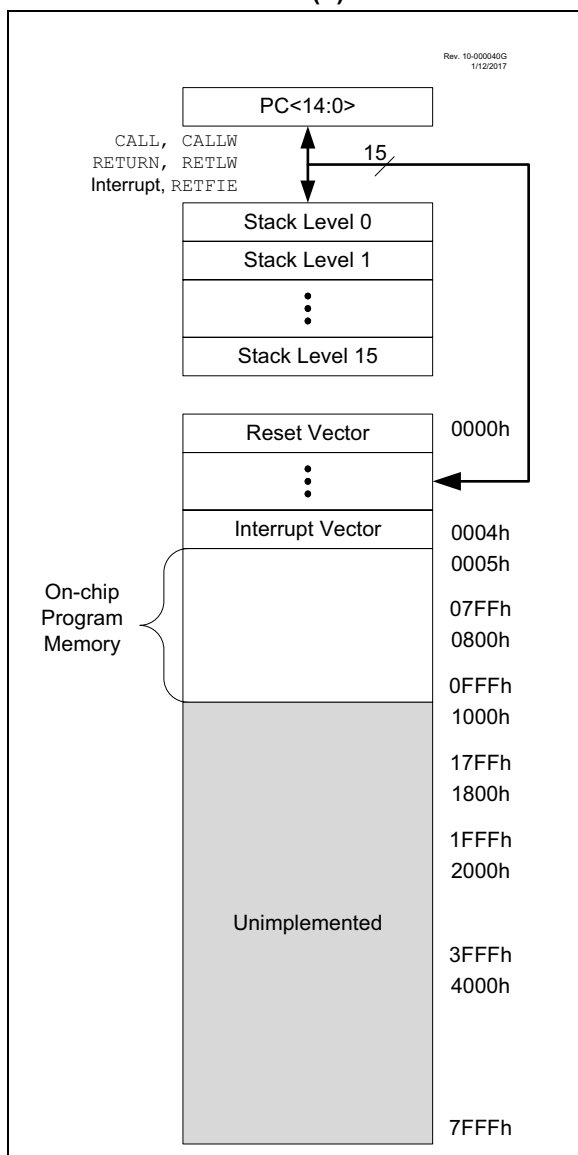 Rev. 10-000040G
1/12/2017
PC<14:0>
CALL, CALLW
RETURN, RETLW
Interrupt, RETFIE
15
Stack Level 0
Stack Level 1
Stack Level 15
Reset Vector
0000h
Interrupt Vector
0004h
0005h
On-chip
Program
Memory
07FFh
0800h
0FFFh
1000h
17FFh
1800h
1FFFh
2000h
Unimplemented
3FFFh
4000h
7FFFh